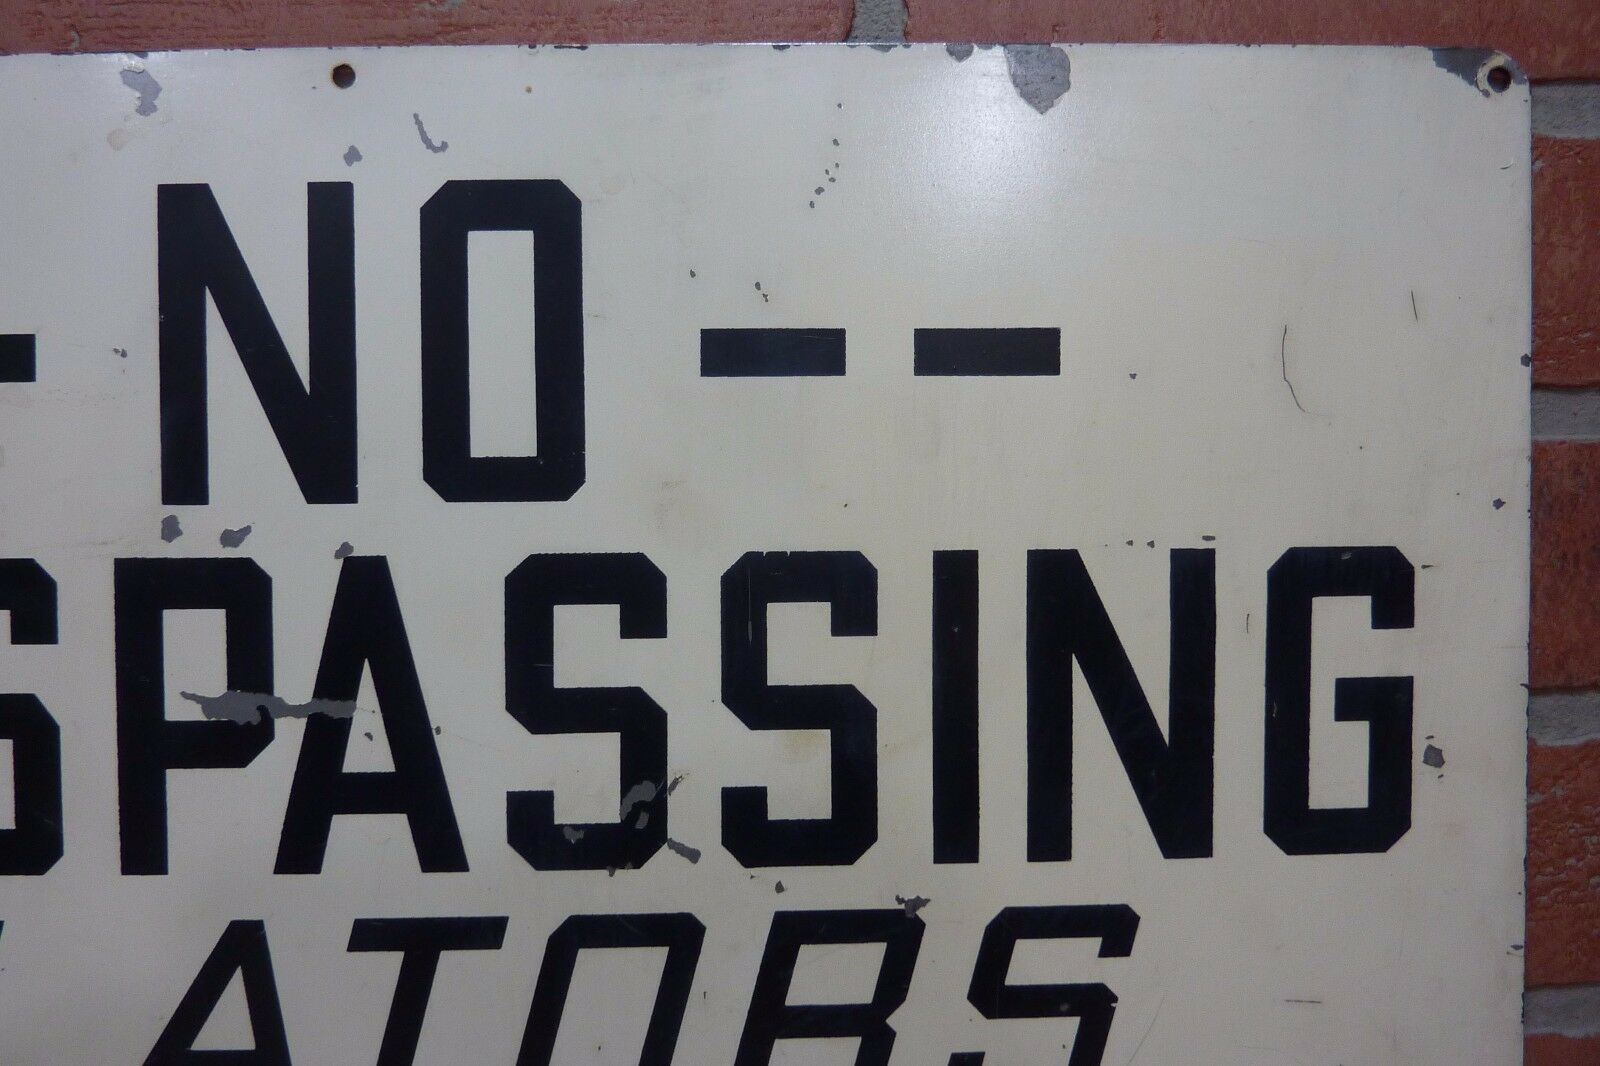 - NO - -
SPASSING
ATORS